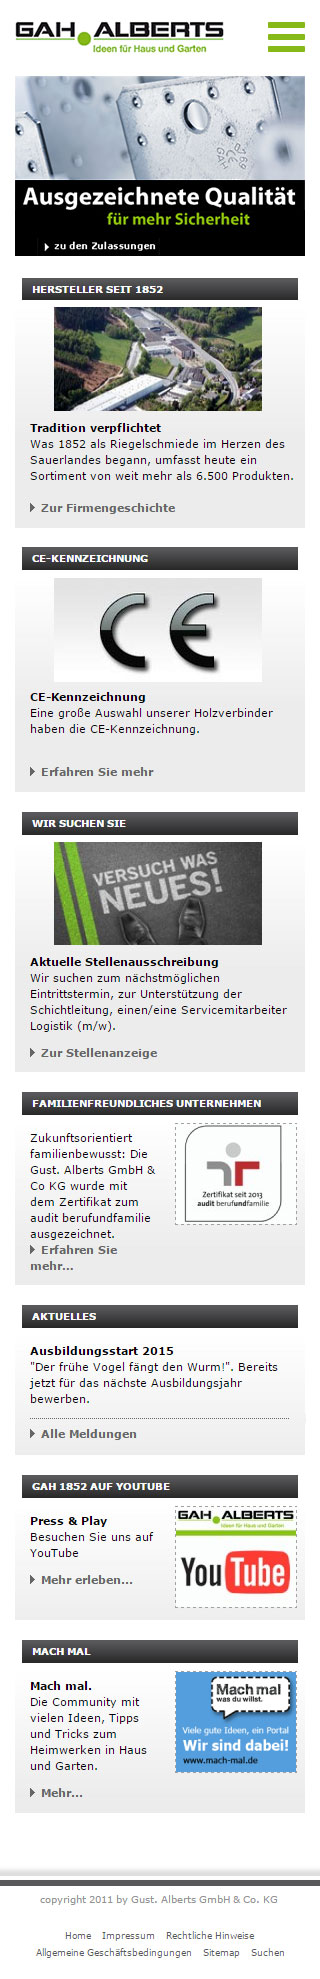 GAH.ALBERTS
Ideen für Haus und Garten
Ausgezeichnete Qualität
für mehr Sicherheit
zu den Zulassungen
HERSTELLER SEIT 1852
Tradition verpflichtet
Was 1852 als Riegelschmiede im Herzen des
Sauerlandes begann, umfasst heute ein
Sortiment von weit mehr als 6.500 Produkten.
Zur Firmengeschichte
CE-KENNZEICHNUNG
CE
CE-Kennzeichnung
Eine große Auswahl unserer Holzverbinder
haben die CE-Kennzeichnung.
Erfahren Sie mehr
WIR SUCHEN SIE
VERSUCH WAS
NEUES!
Aktuelle Stellenausschreibung
Wir suchen zum nächstmöglichen
Eintrittstermin, zur Unterstützung der
Schichtleitung, einen/eine Servicemitarbeiter
Logistik (m/w).
Zur Stellenanzeige
FAMILIENFREUNDLICHES UNTERNEHMEN
Zukunftsorientiert
familienbewusst: Die
Gust. Alberts GmbH &
Co KG wurde mit
dem Zertifikat zum
audit berufundfamilie
ausgezeichnet.
Erfahren Sie
mehr...
Zertifikat seit 2013
audit berufundfamilie
AKTUELLES
Ausbildungsstart 2015
"Der frühe Vogel fängt den Wurm!". Bereits
jetzt für das nächste Ausbildungsjahr
bewerben.
Alle Meldungen
GAH 1852 AUF YOUTUBE
Press & Play
Besuchen Sie uns auf
YouTube
Mehr erleben...
GAH.ALBERTS
Ideen für Haus und Garten
YouTube
MACH MAL
Mach mal.
Die Community mit
vielen Ideen, Tipps
und Tricks zum
Heimwerken in Haus
und Garten.
Mehr...
Mach mal
was du willst.
Viele gute Ideen, ein Portal
Wir sind dabei!
www.mach-mal.de
copyright 2011 by Gust. Alberts GmbH & Co. KG
Home Impressum Rechtliche Hinweise
Allgemeine Geschäftsbedingungen Sitemap Suchen